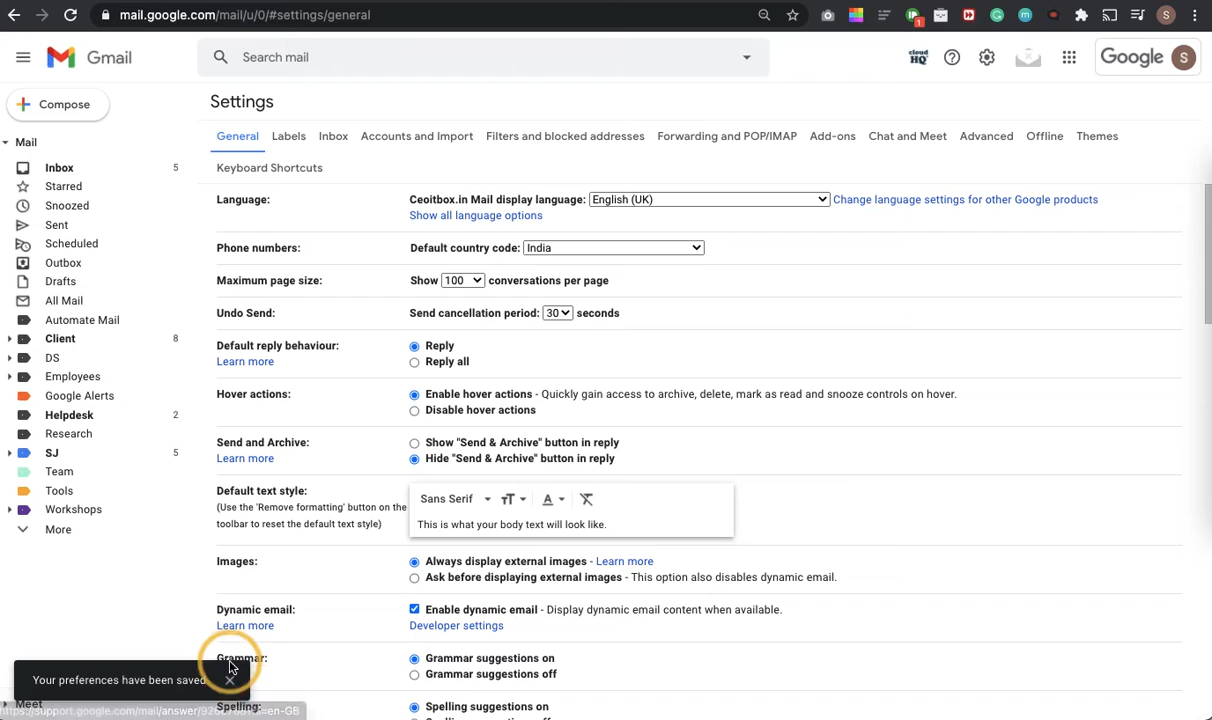 mail.google.com/mail/u/0/#settings/general
1
S
Gmail
Search mail
cloud
HQ
Google
S
Compose
Settings
General Labels Inbox Accounts and Import Filters and blocked addresses Forwarding and POP/IMAP Add-ons Chat and Meet Advanced Offline Themes
Keyboard Shortcuts
Mail
Inbox 5
Starred
Snoozed
Sent
Scheduled
Outbox
Drafts
All Mail
Automate Mail
Client 8
DS
Employees
Google Alerts
Helpdesk 2
Research
SJ 5
Team
Tools
Workshops
More
Meet
Language: Ceoitbox.in Mail display language: English (UK) Change language settings for other Google products
Show all language options
Phone numbers: Default country code: India
Maximum page size: Show 100 conversations per page
Undo Send: Send cancellation period: 30 seconds
Default reply behaviour: Reply
Learn more Reply all
Hover actions: Enable hover actions - Quickly gain access to archive, delete, mark as read and snooze controls on hover.
Disable hover actions
Send and Archive: Show "Send & Archive" button in reply
Learn more Hide "Send & Archive" button in reply
Default text style: Sans Serif
(Use the 'Remove formatting' button on the
toolbar to reset the default text style) This is what your body text will look like.
Images: Always display external images - Learn more
Ask before displaying external images - This option also disables dynamic email.
Dynamic email: Enable dynamic email - Display dynamic email content when available.
Learn more Developer settings
Grammar: Grammar suggestions on
Grammar suggestions off
Spelling: Spelling suggestions on
Your preferences have been saved